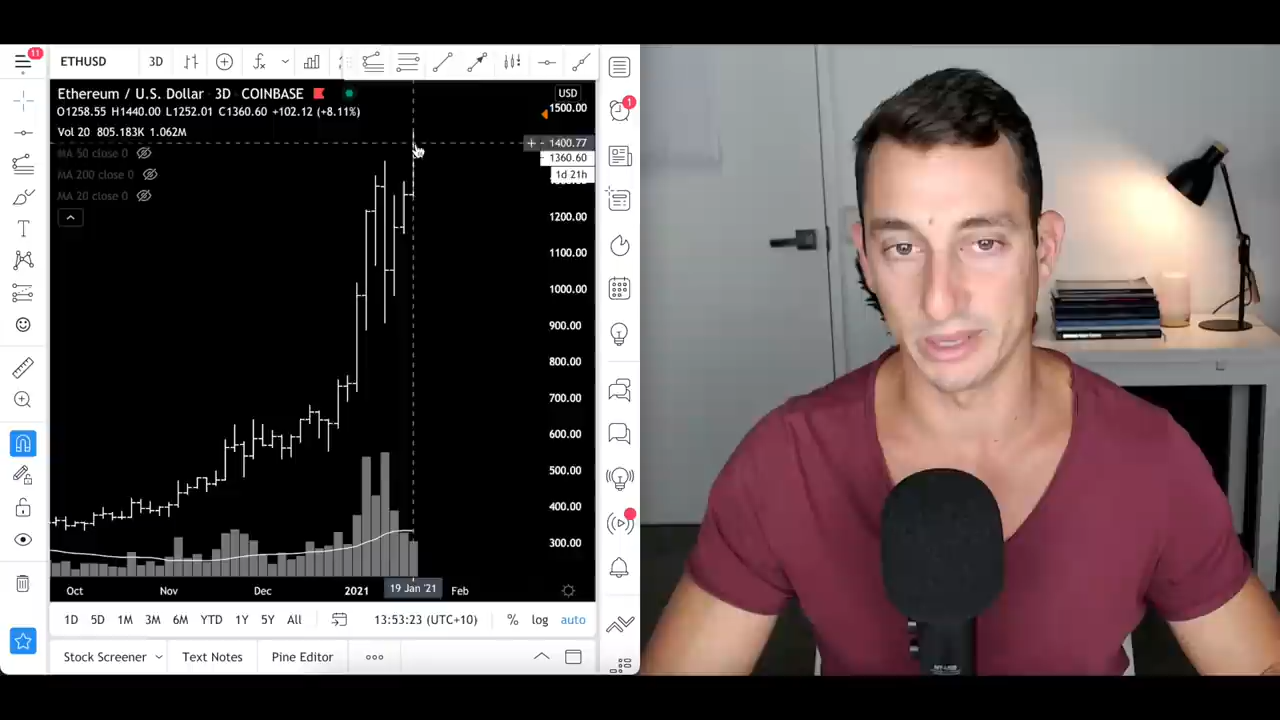 11
ETHUSD 3D
Ethereum / U.S. Dollar 3D COINBASE
O1258.55 H1440.00 L1252.01 C1360.60 +102.12 (+8.11%)
Vol 20 805.183K 1.062M
MA 50 close 0
MA 200 close 0
MA 20 close 0
USD
1500.00
1400.77
1360.60
1d 21h
1200.00
1100.00
1000.00
900.00
800.00
700.00
600.00
500.00
400.00
300.00
Oct Nov Dec 2021 19 Jan '21 Feb
1D 5D 1M 3M 6M YTD 1Y 5Y All 13:53:23 (UTC+10) % log auto
Stock Screener Text Notes Pine Editor
1